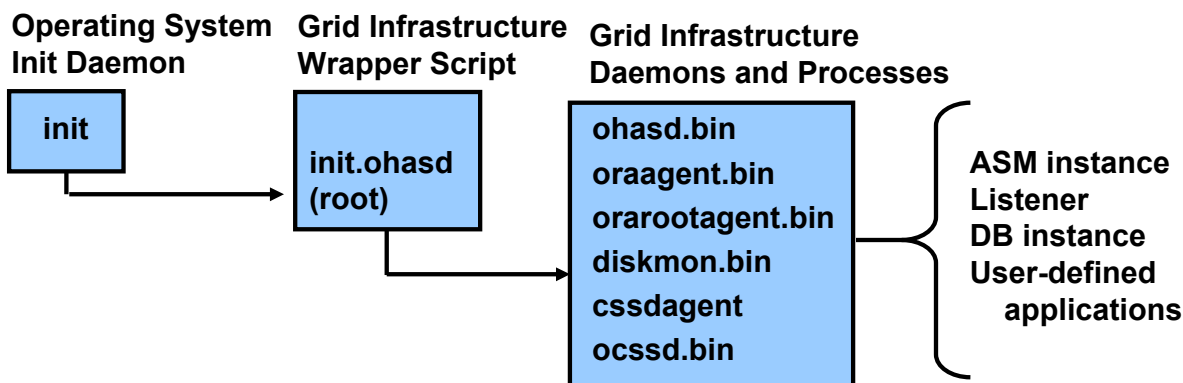 Operating System
Init Daemon
init
Grid Infrastructure
Wrapper Script
init.ohasd
(root)
Grid Infrastructure
Daemons and Processes
ohasd.bin
oraagent.bin
orarootagent.bin
diskmon.bin
cssdagent
ocssd.bin
ASM instance
Listener
DB instance
User-defined
applications